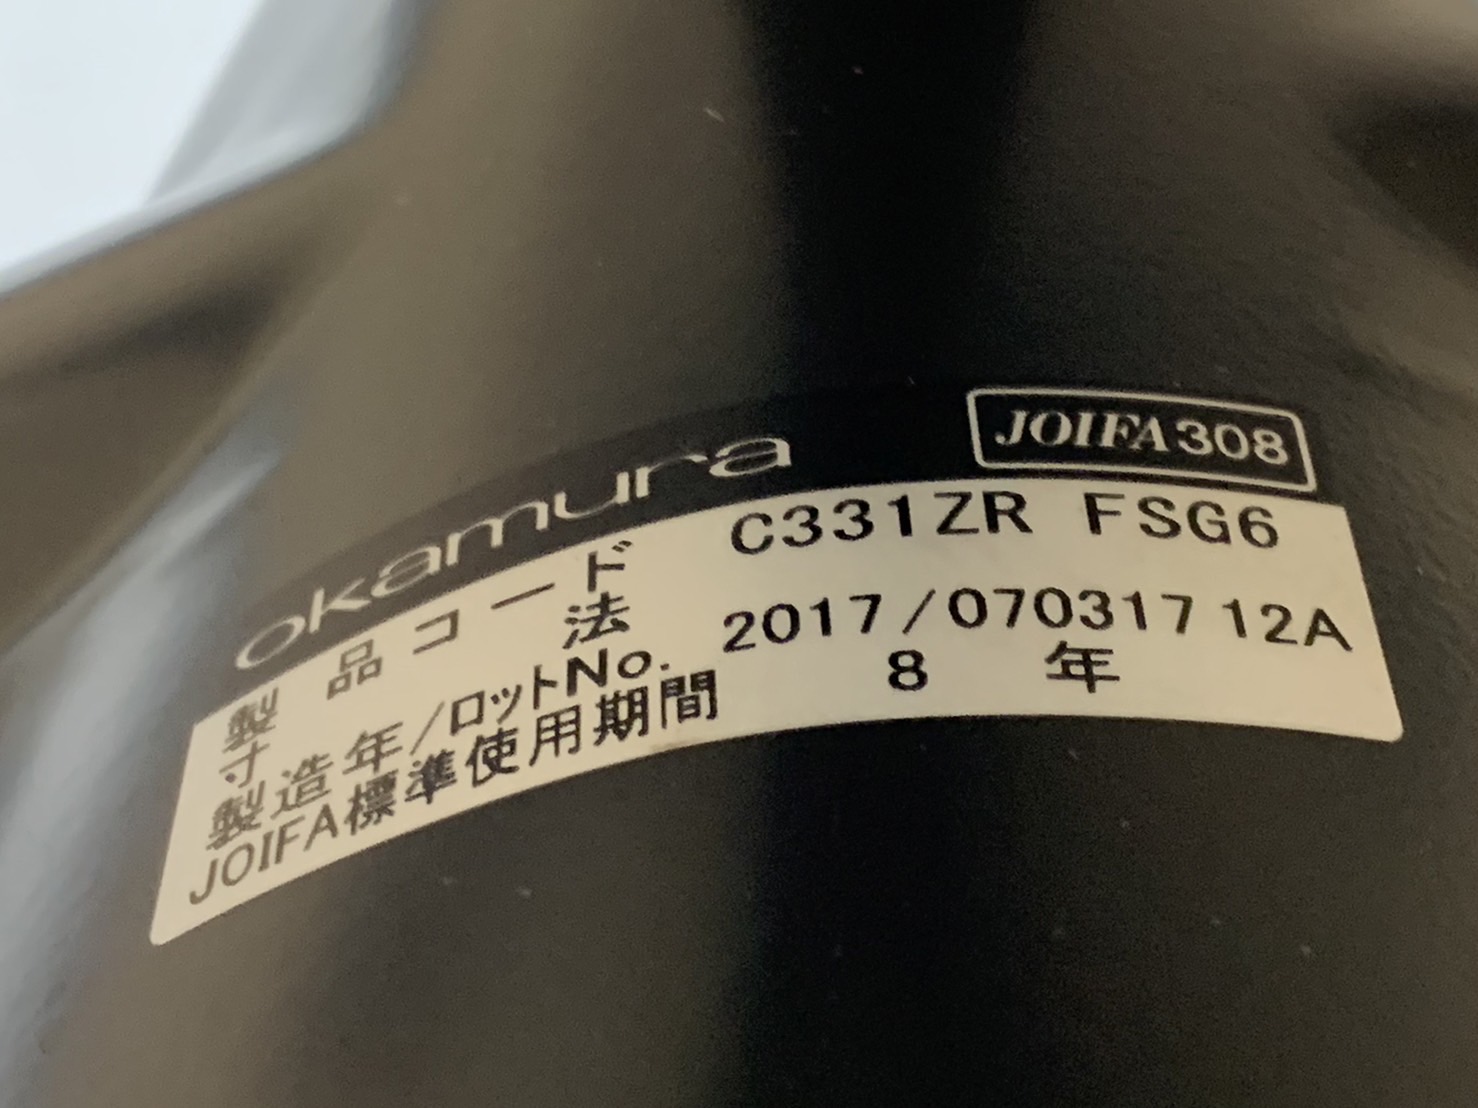 okamura JOIFA308
製品コード C331ZR FSG6
寸法
製造年/ロットNo. 2017/070317 12A
JOIFA標準使用期間 8年